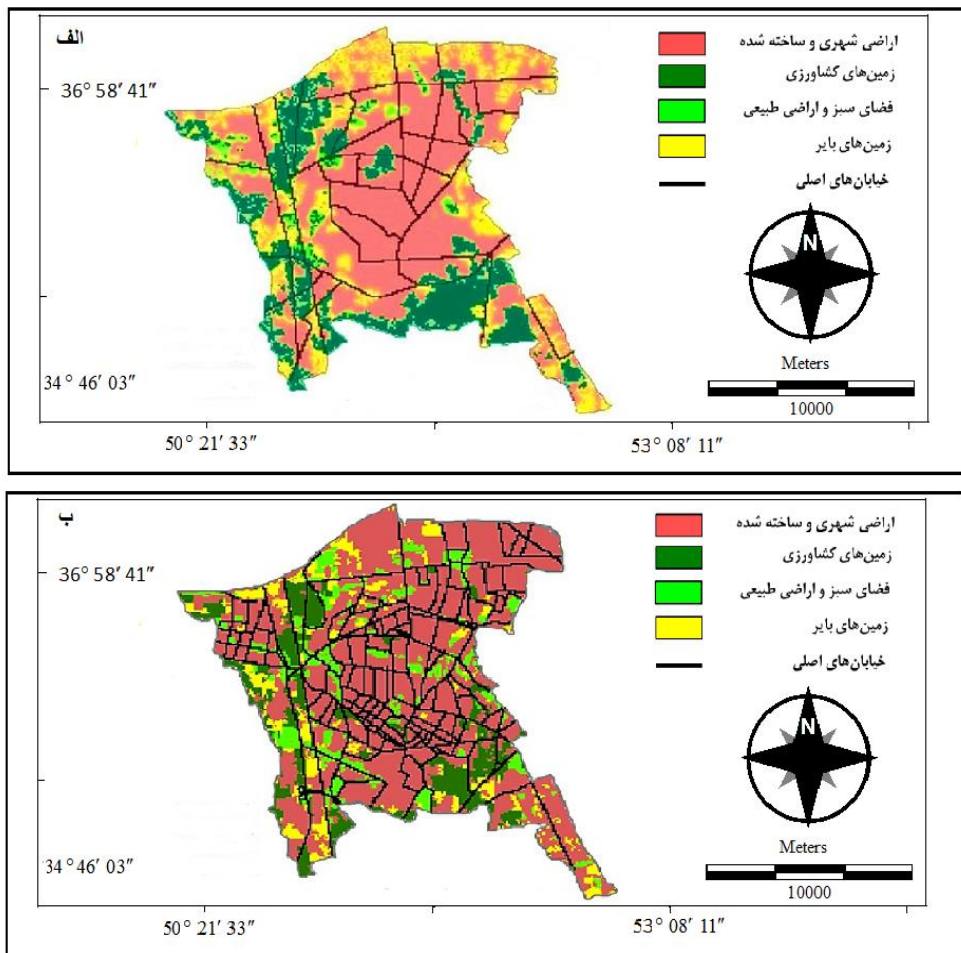 الف
اراضی شهری و ساخته شده
زمین‌های کشاورزی
فضای سبز و اراضی طبیعی
زمین‌های بایر
خیابان‌های اصلی
N
Meters
10000
36° 58′ 41″
34° 46′ 03″
50° 21′ 33″
53° 08′ 11″
ب
اراضی شهری و ساخته شده
زمین‌های کشاورزی
فضای سبز و اراضی طبیعی
زمین‌های بایر
خیابان‌های اصلی
N
Meters
10000
36° 58′ 41″
34° 46′ 03″
50° 21′ 33″
53° 08′ 11″